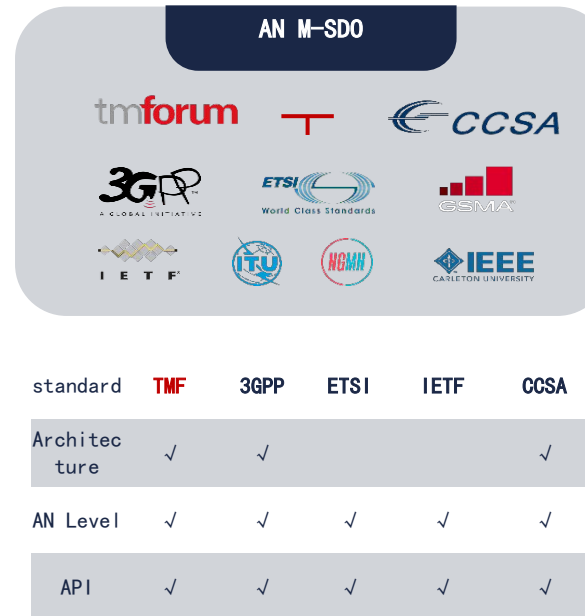 AN M-SDO
tmforum
CCSA
3GPP
A GLOBAL INITIATIVE
ETSI
World Class Standards
GSMA
IETF
ITU
NGMN
IEEE
CARLETON UNIVERSITY
standard TMF 3GPP ETSI IETF CCSA
Architec
ture √ √ √
AN Level √ √ √ √ √
API √ √ √ √ √